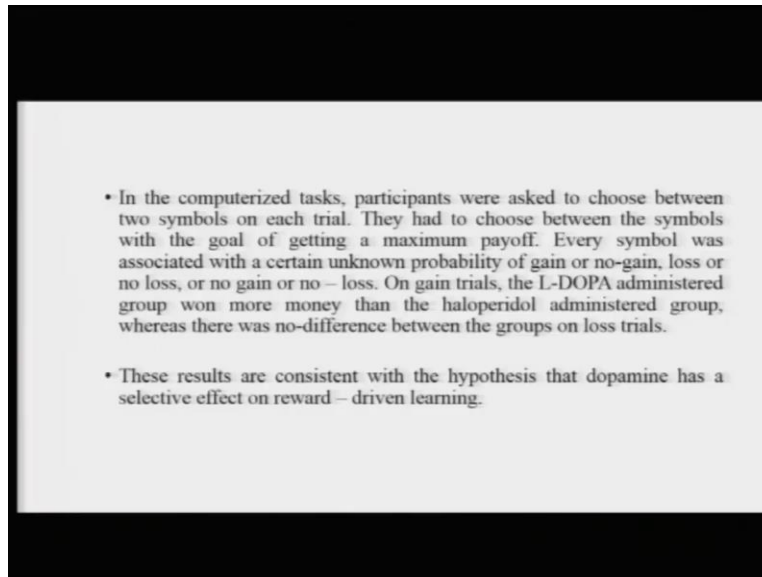 • In the computerized tasks, participants were asked to choose between
two symbols on each trial. They had to choose between the symbols
with the goal of getting a maximum payoff. Every symbol was
associated with a certain unknown probability of gain or no-gain, loss or
no loss, or no gain or no – loss. On gain trials, the L-DOPA administered
group won more money than the haloperidol administered group,
whereas there was no-difference between the groups on loss trials.
• These results are consistent with the hypothesis that dopamine has a
selective effect on reward – driven learning.